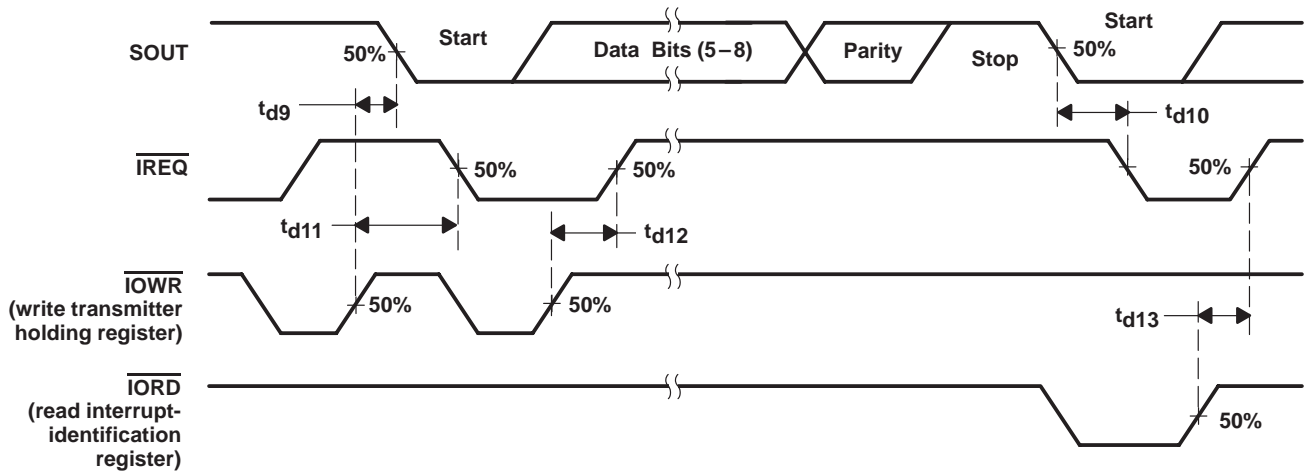 SOUT
50%
Start
Data Bits (5–8)
Parity
Stop
50%
Start
td9
td10
IREQ
50%
50%
50%
td11
td12
IOWR
(write transmitter
holding register)
50%
50%
td13
IORD
(read interrupt-
identification
register)
50%